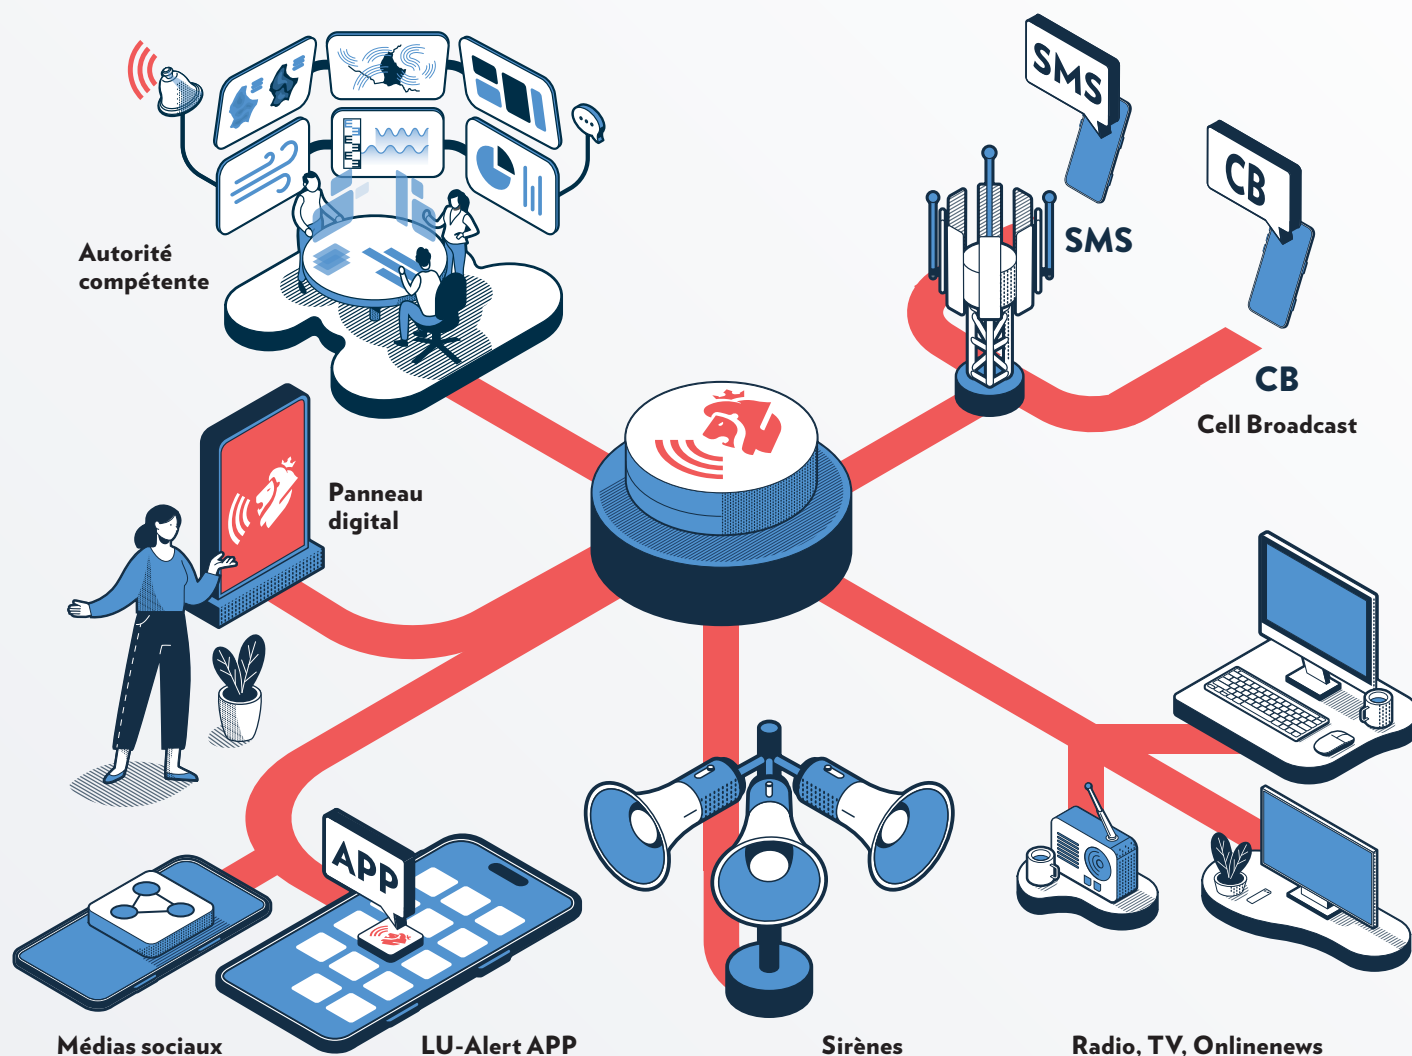 SMS
CB
SMS
Autorité
compétente
CB
Cell Broadcast
Panneau
digital
APP
Médias sociaux
LU-Alert APP
Sirènes
Radio, TV, Onlinenews